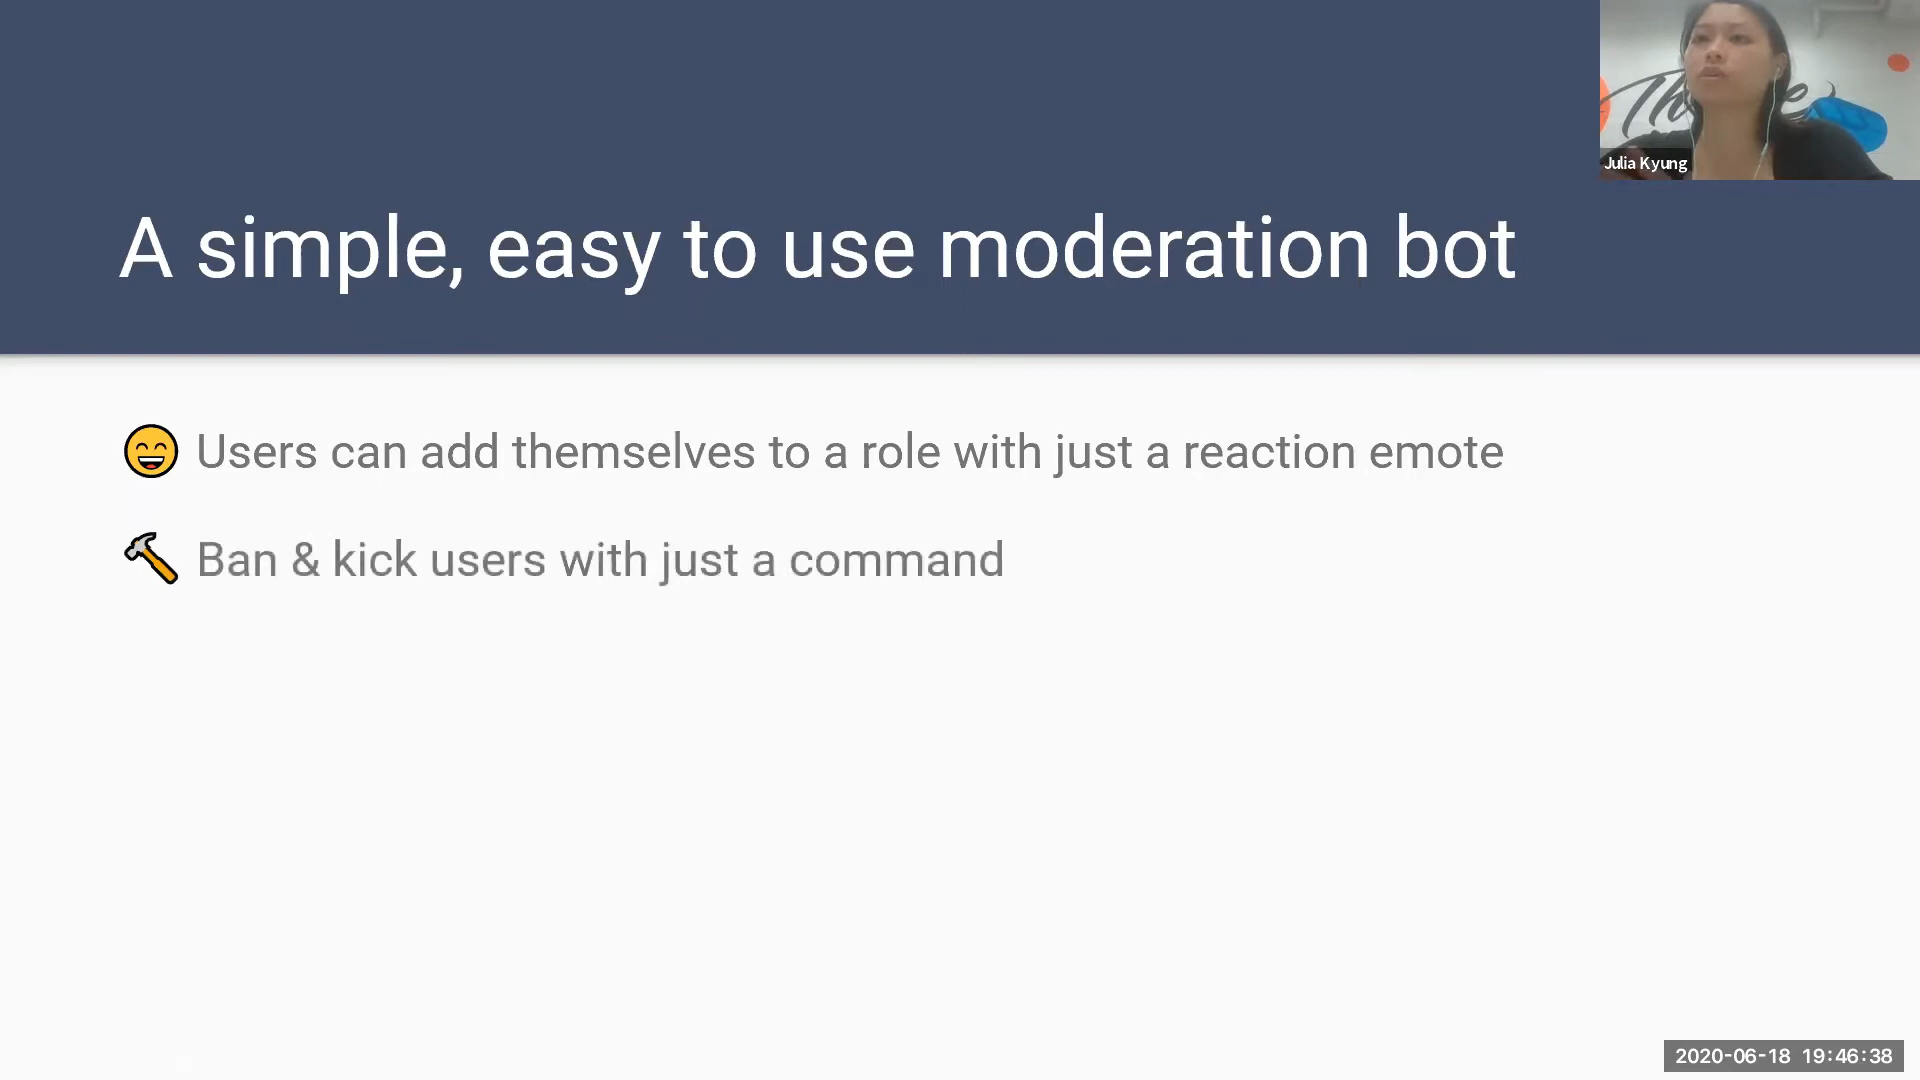 Julia Kyung
A simple, easy to use moderation bot
Users can add themselves to a role with just a reaction emote
Ban & kick users with just a command
2020-06-18 19:46:38